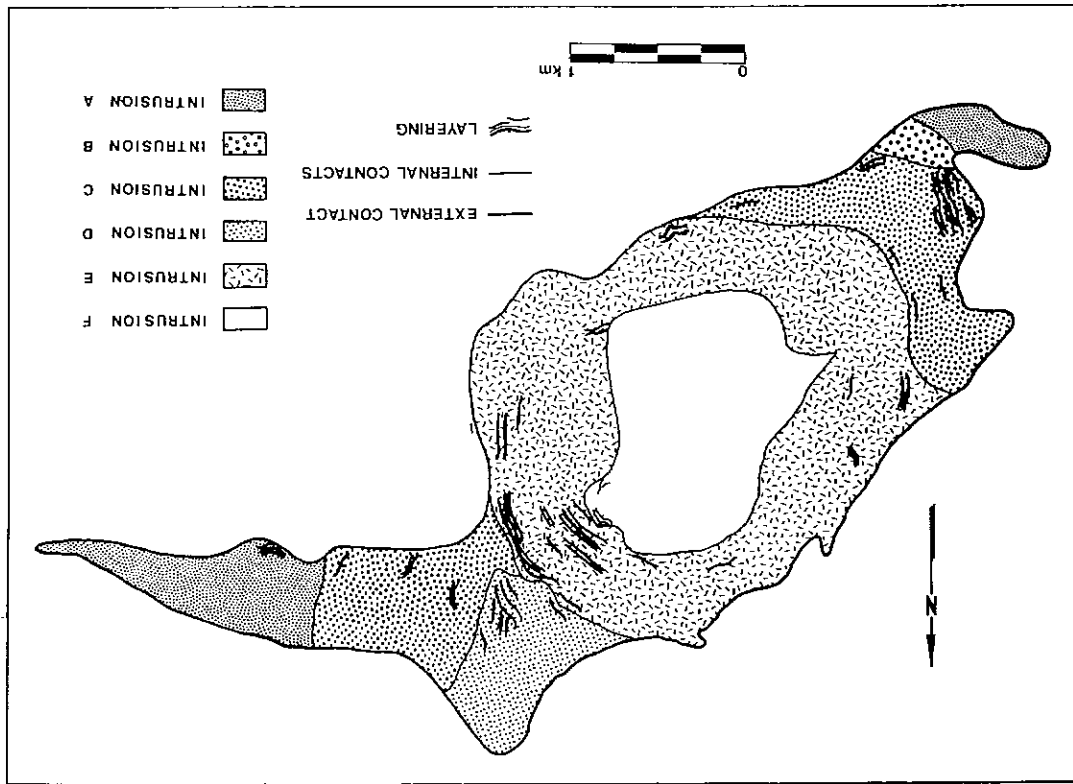 N
INTRUSION F
INTRUSION E
INTRUSION D
INTRUSION C
INTRUSION B
INTRUSION A
EXTERNAL CONTACT
INTERNAL CONTACTS
LAYERING
0 1 km